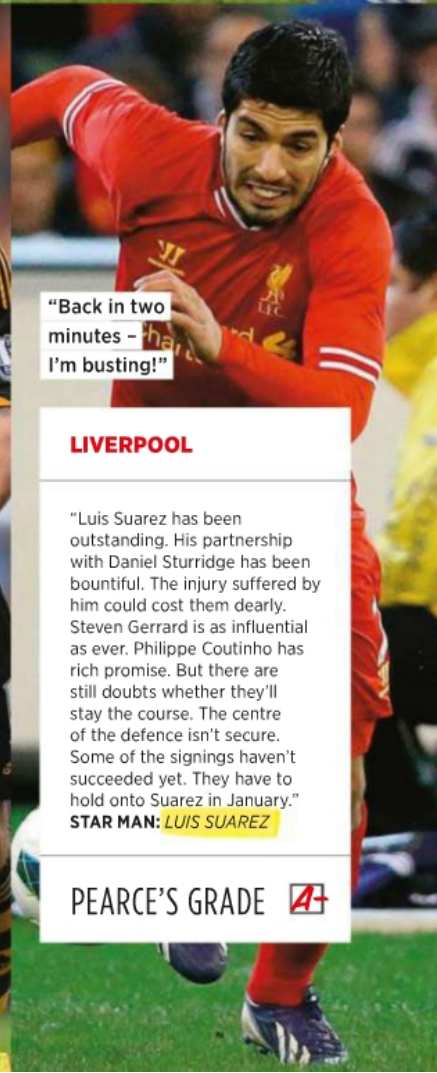 “Back in two
minutes –
I’m busting!”
LIVERPOOL
“Luis Suarez has been
outstanding. His partnership
with Daniel Sturridge has been
bountiful. The injury suffered by
him could cost them dearly.
Steven Gerrard is as influential
as ever. Philippe Coutinho has
rich promise. But there are
still doubts whether they’ll
stay the course. The centre
of the defence isn’t secure.
Some of the signings haven’t
succeeded yet. They have to
hold onto Suarez in January.”
STAR MAN: LUIS SUAREZ
PEARCE’S GRADE A+
L.F.C.